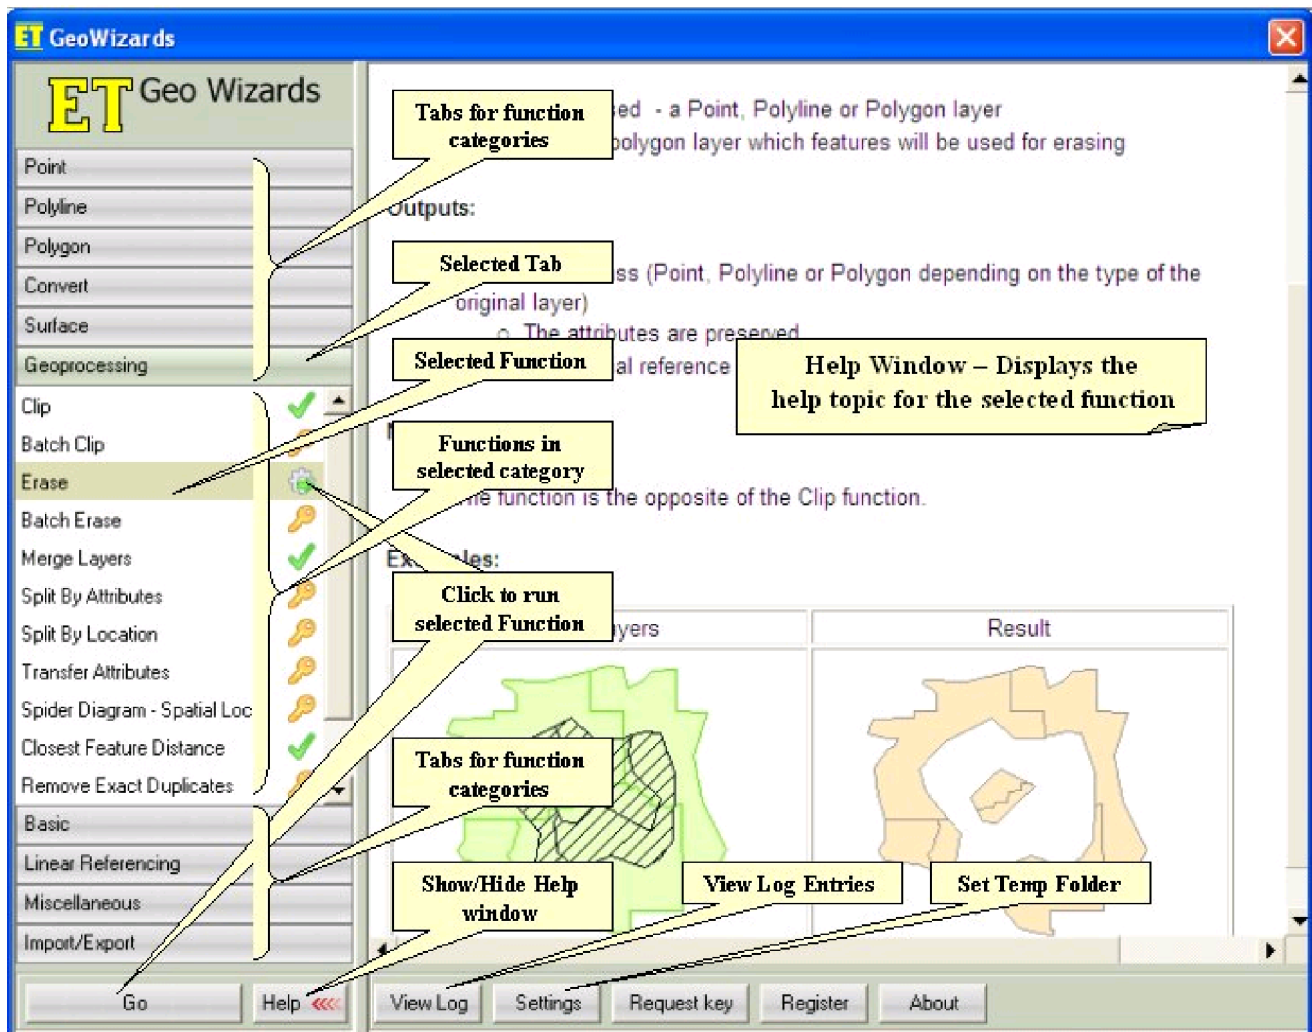 ET GeoWizards
ET Geo Wizards
Point
Polyline
Polygon
Convert
Surface
Geoprocessing
Clip
Batch Clip
Erase
Batch Erase
Merge Layers
Split By Attributes
Split By Location
Transfer Attributes
Spider Diagram - Spatial Loc
Closest Feature Distance
Remove Exact Duplicates
Basic
Linear Referencing
Miscellaneous
Import/Export
Go
Help
Tabs for function
categories
sed - a Point, Polyline or Polygon layer
polygon layer which features will be used for erasing
Outputs:
Selected Tab
ss (Point, Polyline or Polygon depending on the type of the
original layer)
The attributes are preserved
Selected Function
al reference
Help Window – Displays the
help topic for the selected function
Functions in
selected category
function is the opposite of the Clip function.
Click to run
selected Function
yers
Result
Tabs for function
categories
Show/Hide Help
window
View Log Entries
Set Temp Folder
View Log
Settings
Request key
Register
About